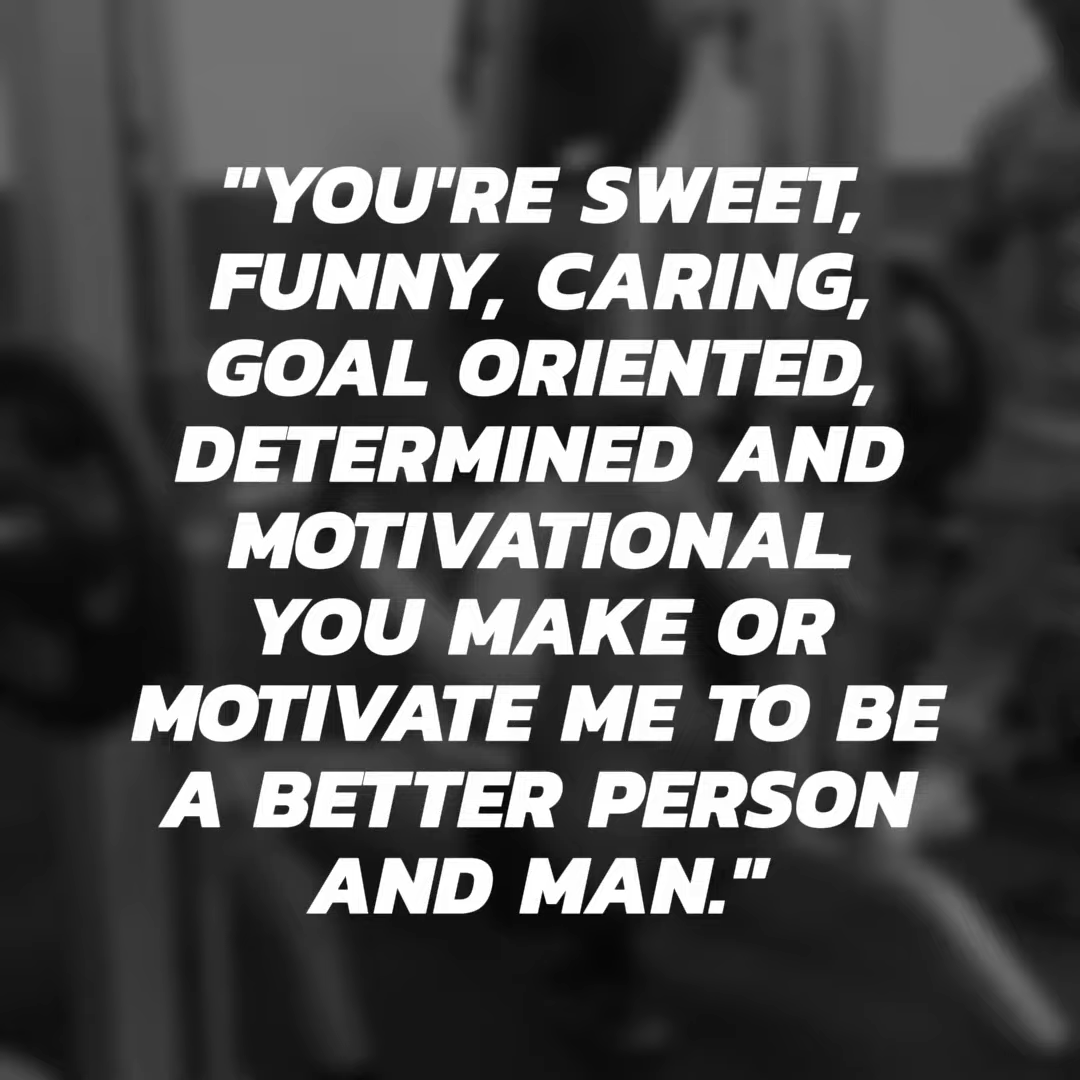 "YOU'RE SWEET,
FUNNY, CARING,
GOAL ORIENTED,
DETERMINED AND
MOTIVATIONAL.
YOU MAKE OR
MOTIVATE ME TO BE
A BETTER PERSON
AND MAN."